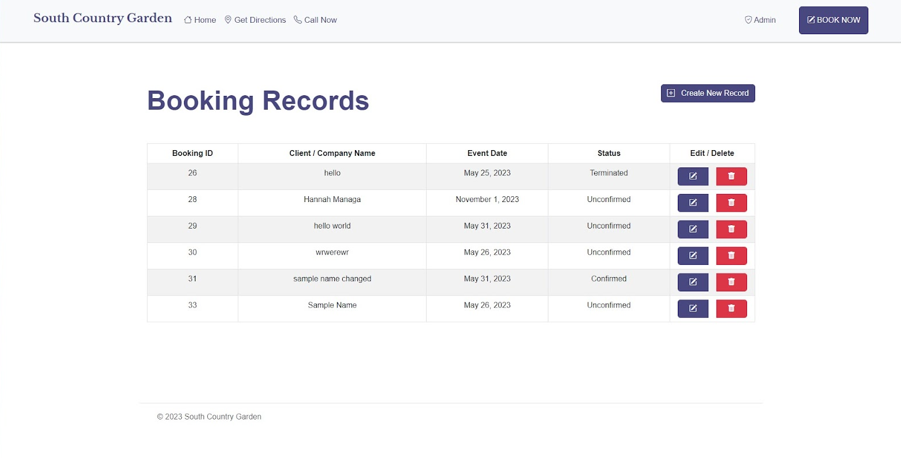 South Country Garden Home Get Directions Call Now Admin BOOK NOW
Booking Records
Create New Record
Booking ID Client / Company Name Event Date Status Edit / Delete
26 hello May 25, 2023 Terminated
28 Hannah Managa November 1, 2023 Unconfirmed
29 hello world May 31, 2023 Unconfirmed
30 wrwerewr May 26, 2023 Unconfirmed
31 sample name changed May 31, 2023 Confirmed
33 Sample Name May 26, 2023 Unconfirmed
© 2023 South Country Garden